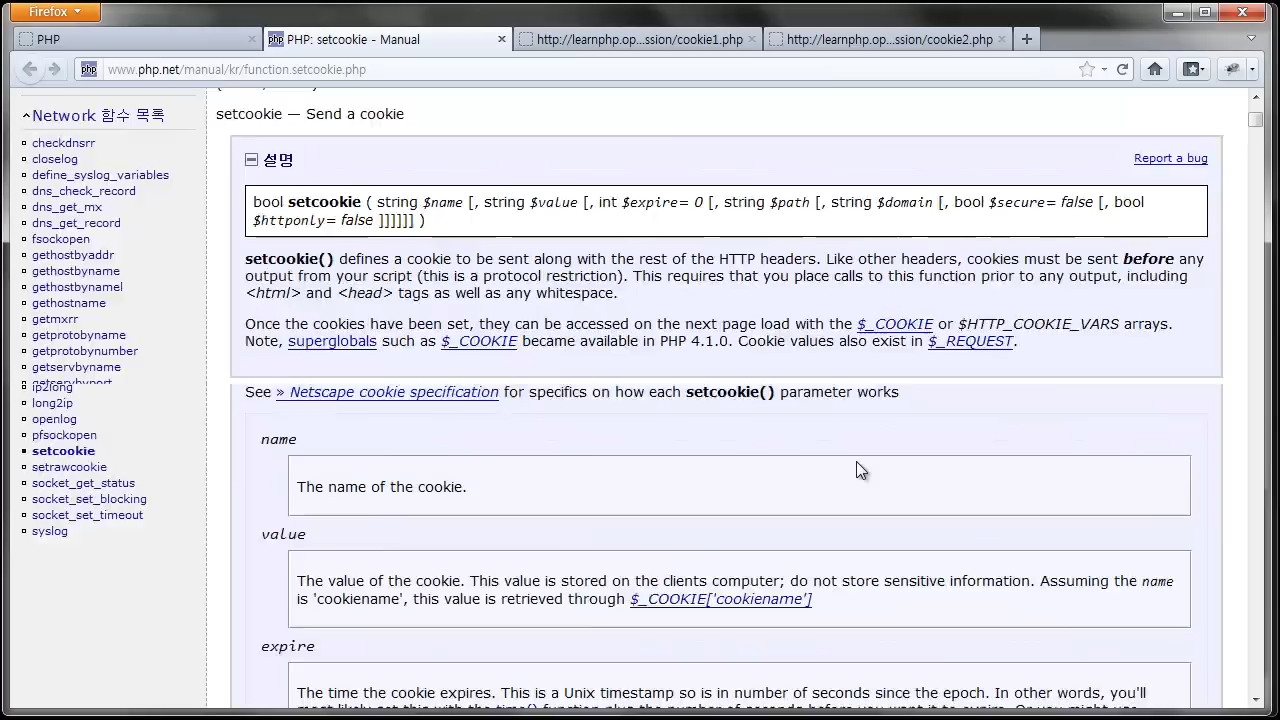 Firefox
PHP
PHP: setcookie - Manual
http://learnphp.op...ssion/cookie1.php
http://learnphp.op...ssion/cookie2.php
www.php.net/manual/kr/function.setcookie.php
Network 함수 목록
checkdnsrr
closelog
define_syslog_variables
dns_check_record
dns_get_mx
dns_get_record
fsockopen
gethostbyaddr
gethostbyname
gethostbynamel
gethostname
getmxrr
getprotobyname
getprotobynumber
getservbyname
getservbyport
ip2long
long2ip
openlog
pfsockopen
setcookie
setrawcookie
socket_get_status
socket_set_blocking
socket_set_timeout
syslog
setcookie — Send a cookie
설명
Report a bug
bool setcookie ( string $name [, string $value [, int $expire= 0 [, string $path [, string $domain [, bool $secure= false [, bool
$httponly= false ]]]]]] )
setcookie() defines a cookie to be sent along with the rest of the HTTP headers. Like other headers, cookies must be sent before any
output from your script (this is a protocol restriction). This requires that you place calls to this function prior to any output, including
<html> and <head> tags as well as any whitespace.
Once the cookies have been set, they can be accessed on the next page load with the $_COOKIE or $HTTP_COOKIE_VARS arrays.
Note, superglobals such as $_COOKIE became available in PHP 4.1.0. Cookie values also exist in $_REQUEST.
See » Netscape cookie specification for specifics on how each setcookie() parameter works
name
The name of the cookie.
value
The value of the cookie. This value is stored on the clients computer; do not store sensitive information. Assuming the name
is 'cookiename', this value is retrieved through $_COOKIE['cookiename']
expire
The time the cookie expires. This is a Unix timestamp so is in number of seconds since the epoch. In other words, you'll